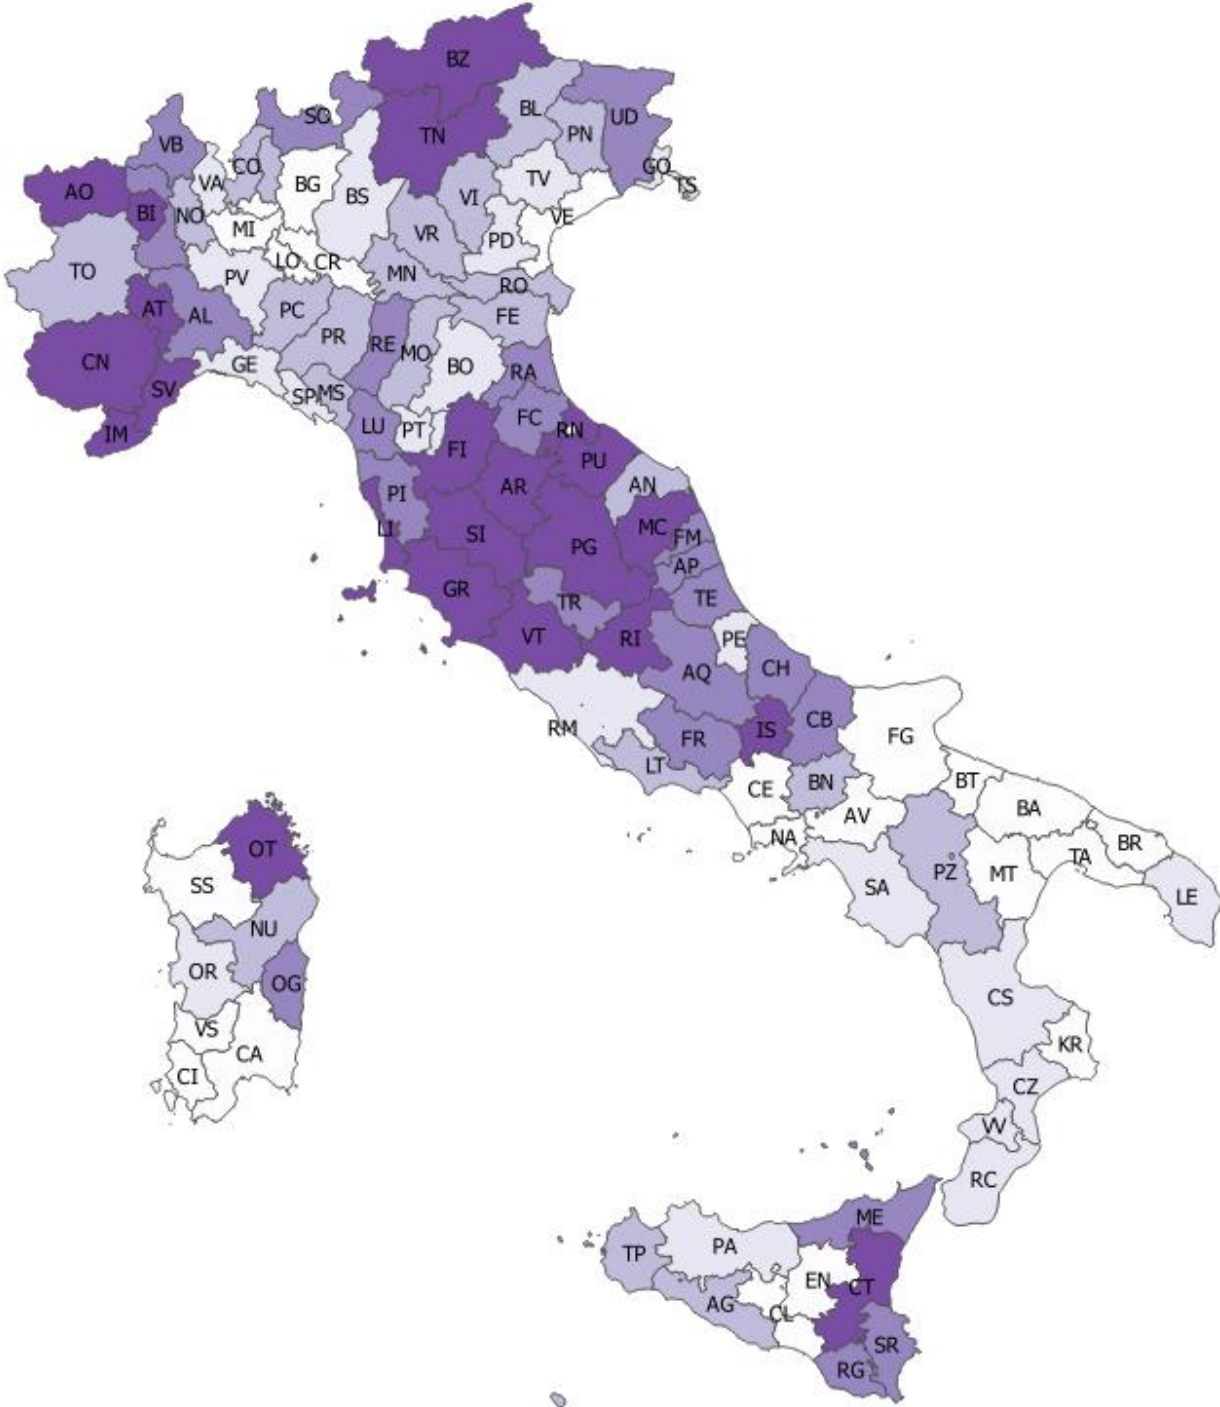 BZ
SO
BL
UD
PN
TN
VB
GO
TS
CO
VA
BG
TV
AO
BS
VI
BI
NO
VE
MI
VR
PD
LO
CR
TO
MN
PV
RO
AT
AL
PC
FE
PR
RE
MO
CN
GE
BO
RA
SV
SP
MS
FC
LU
PT
RN
IM
FI
PU
AR
AN
PI
LI
SI
MC
FM
PG
AP
GR
TR
TE
VT
RI
PE
AQ
CH
CB
RM
IS
FR
FG
LT
BN
BT
CE
BA
AV
NA
BR
OT
TA
PZ
MT
SS
SA
LE
NU
OR
OG
CS
VS
KR
CA
CI
CZ
VV
RC
ME
PA
TP
EN
CT
AG
CL
SR
RG